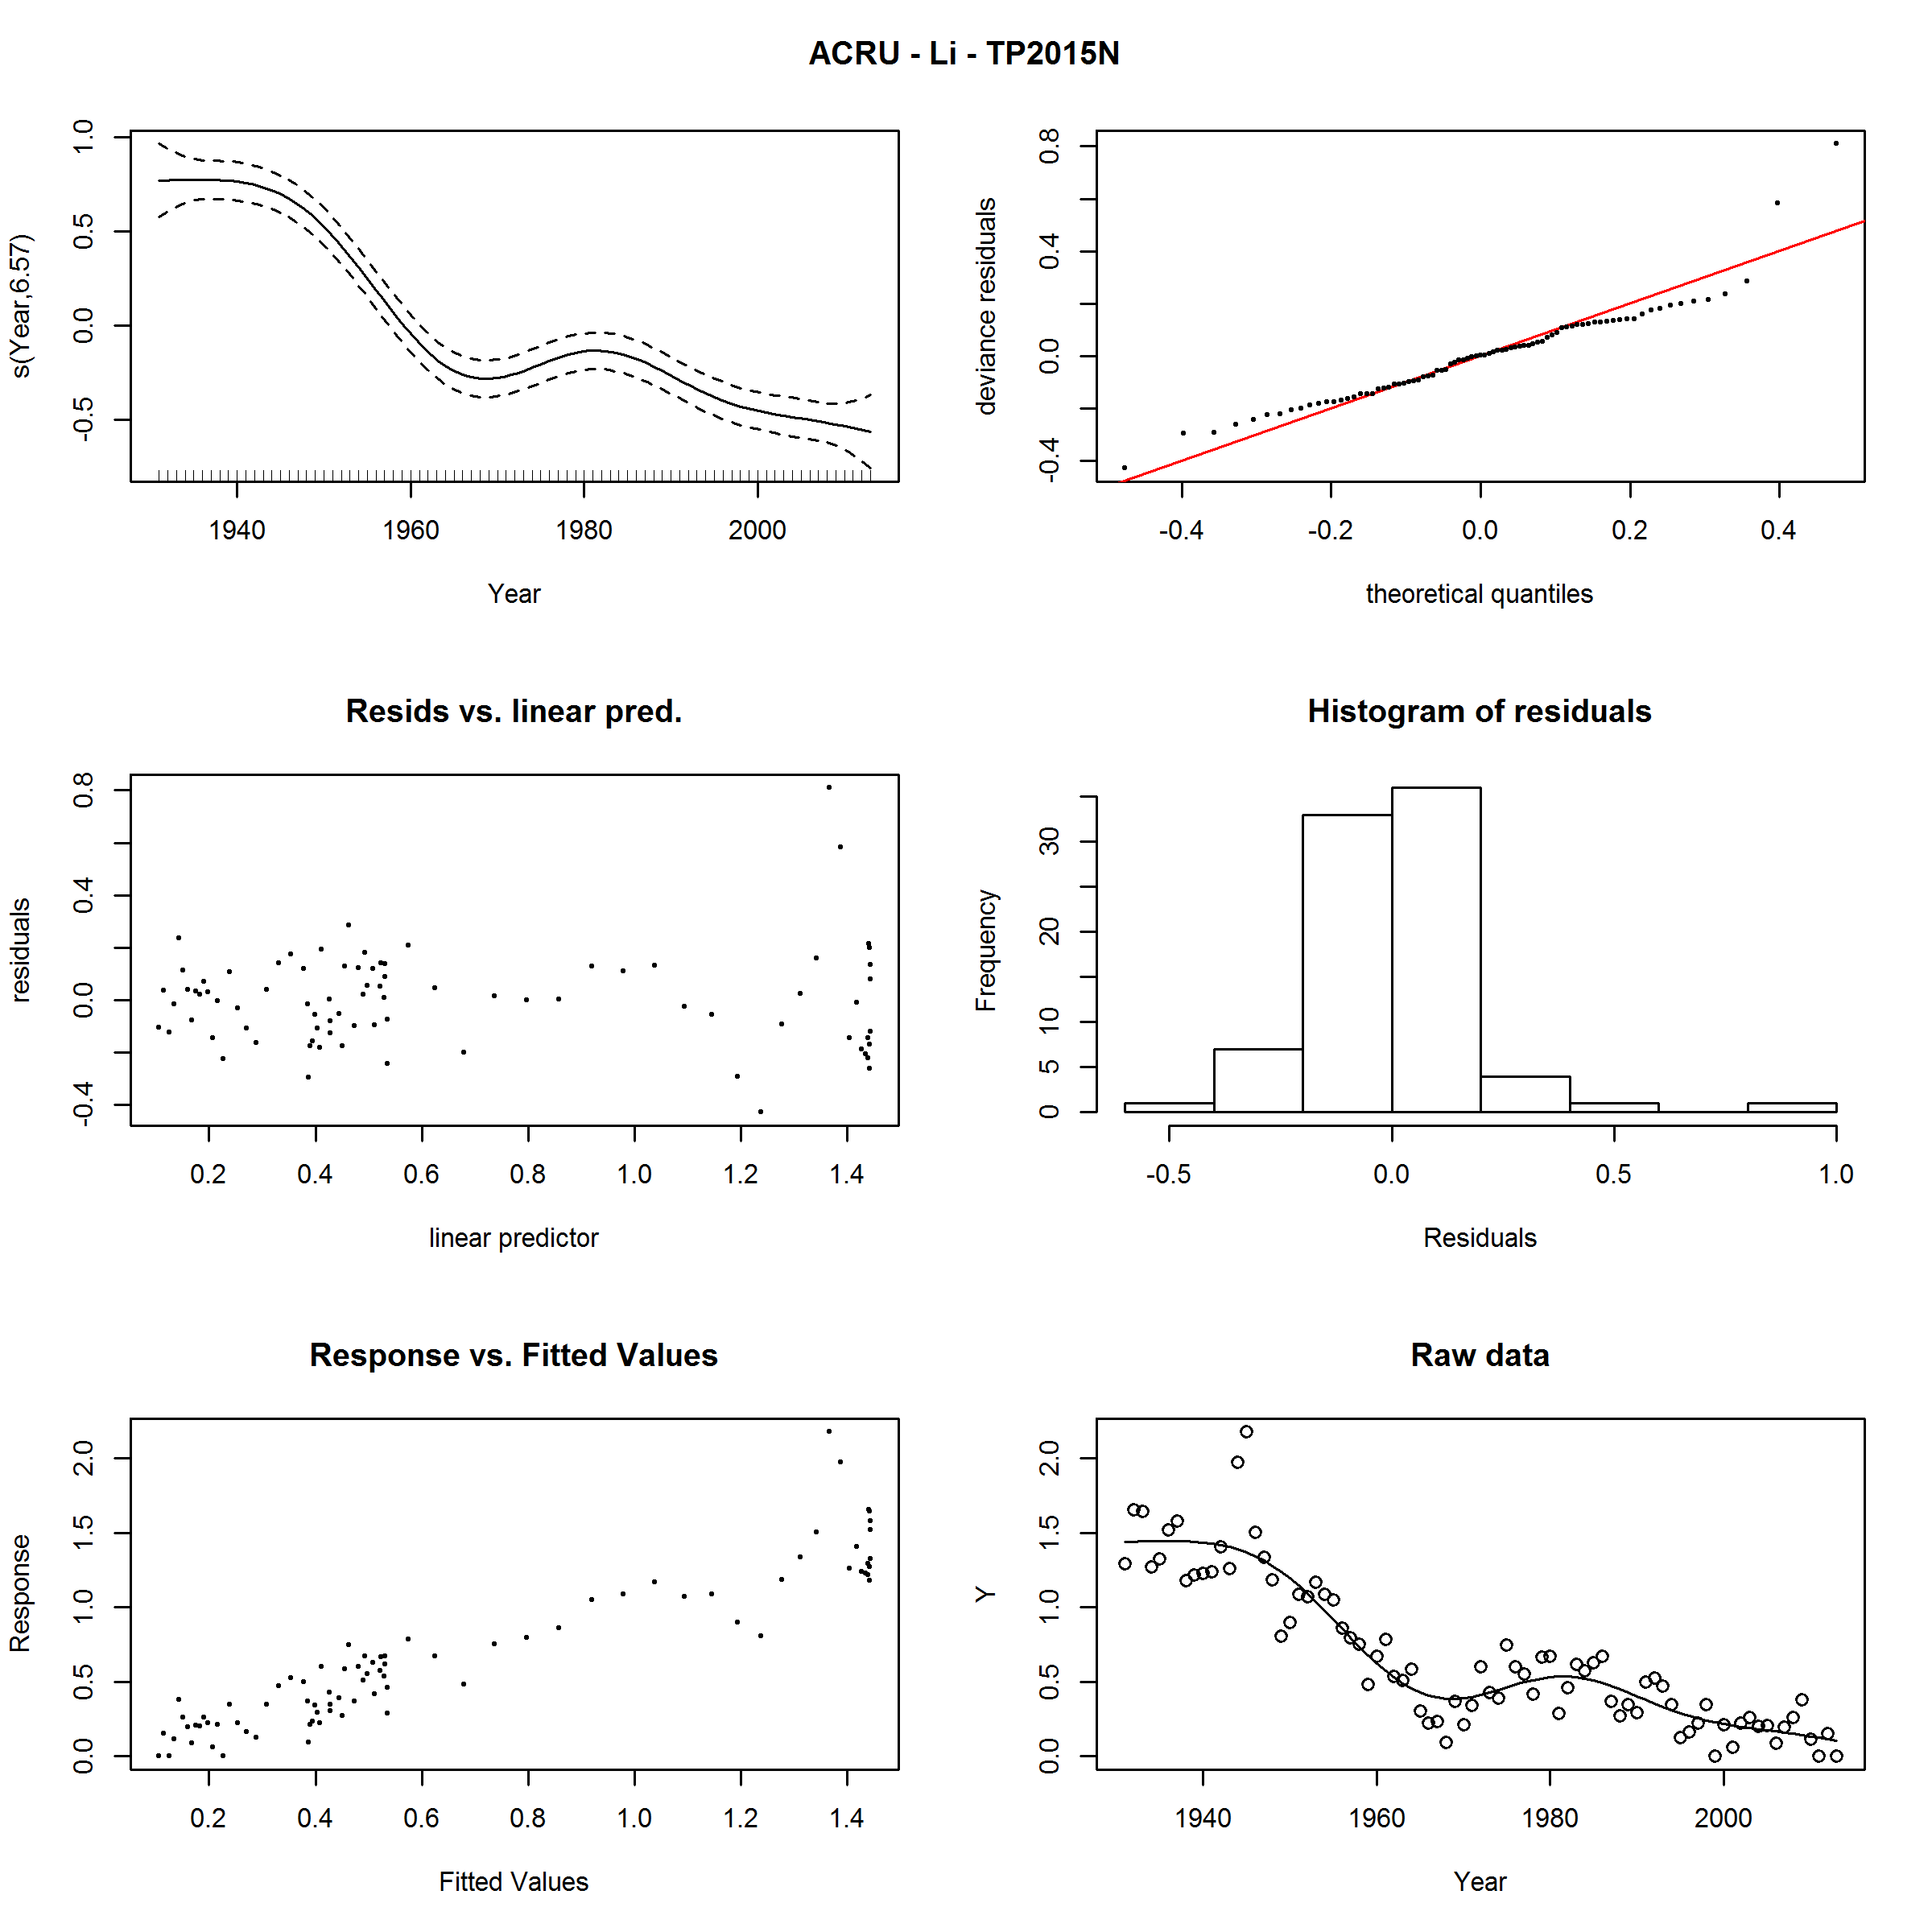 ACRU - Li - TP2015N
s(Year,6.57)
-0.5 0.0 0.5 1.0
1940 1960 1980 2000
Year
deviance residuals
-0.4 0.0 0.4 0.8
-0.4 -0.2 0.0 0.2 0.4
theoretical quantiles
Resids vs. linear pred.
residuals
-0.4 0.0 0.4 0.8
0.2 0.4 0.6 0.8 1.0 1.2 1.4
linear predictor
Histogram of residuals
Frequency
0 5 10 20 30
-0.5 0.0 0.5 1.0
Residuals
Response vs. Fitted Values
Response
0.0 0.5 1.0 1.5 2.0
0.2 0.4 0.6 0.8 1.0 1.2 1.4
Fitted Values
Raw data
Y
0.0 0.5 1.0 1.5 2.0
1940 1960 1980 2000
Year